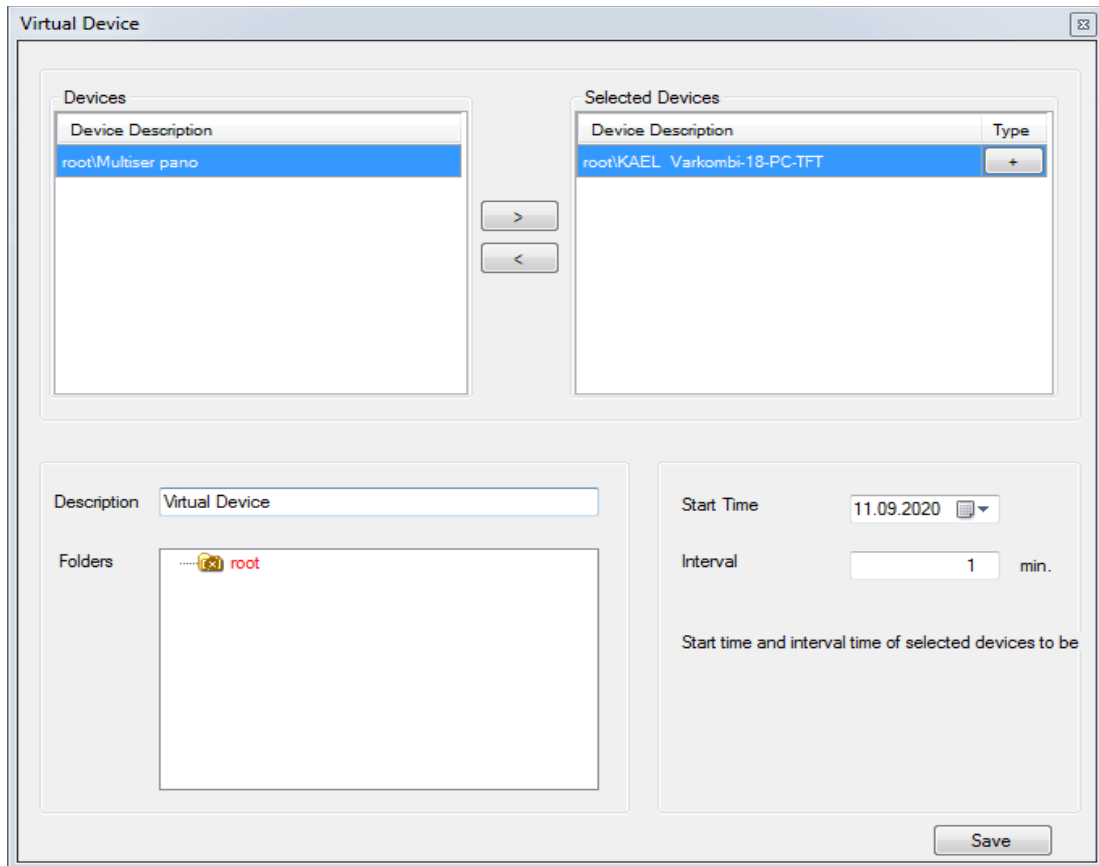 Virtual Device
Devices
Device Description
root\Multiser pano
>
<
Selected Devices
Device Description Type
root\KAEL Varkombi-18-PC-TFT +
Description Virtual Device
Folders root
Start Time 11.09.2020
Interval 1 min.
Start time and interval time of selected devices to be
Save